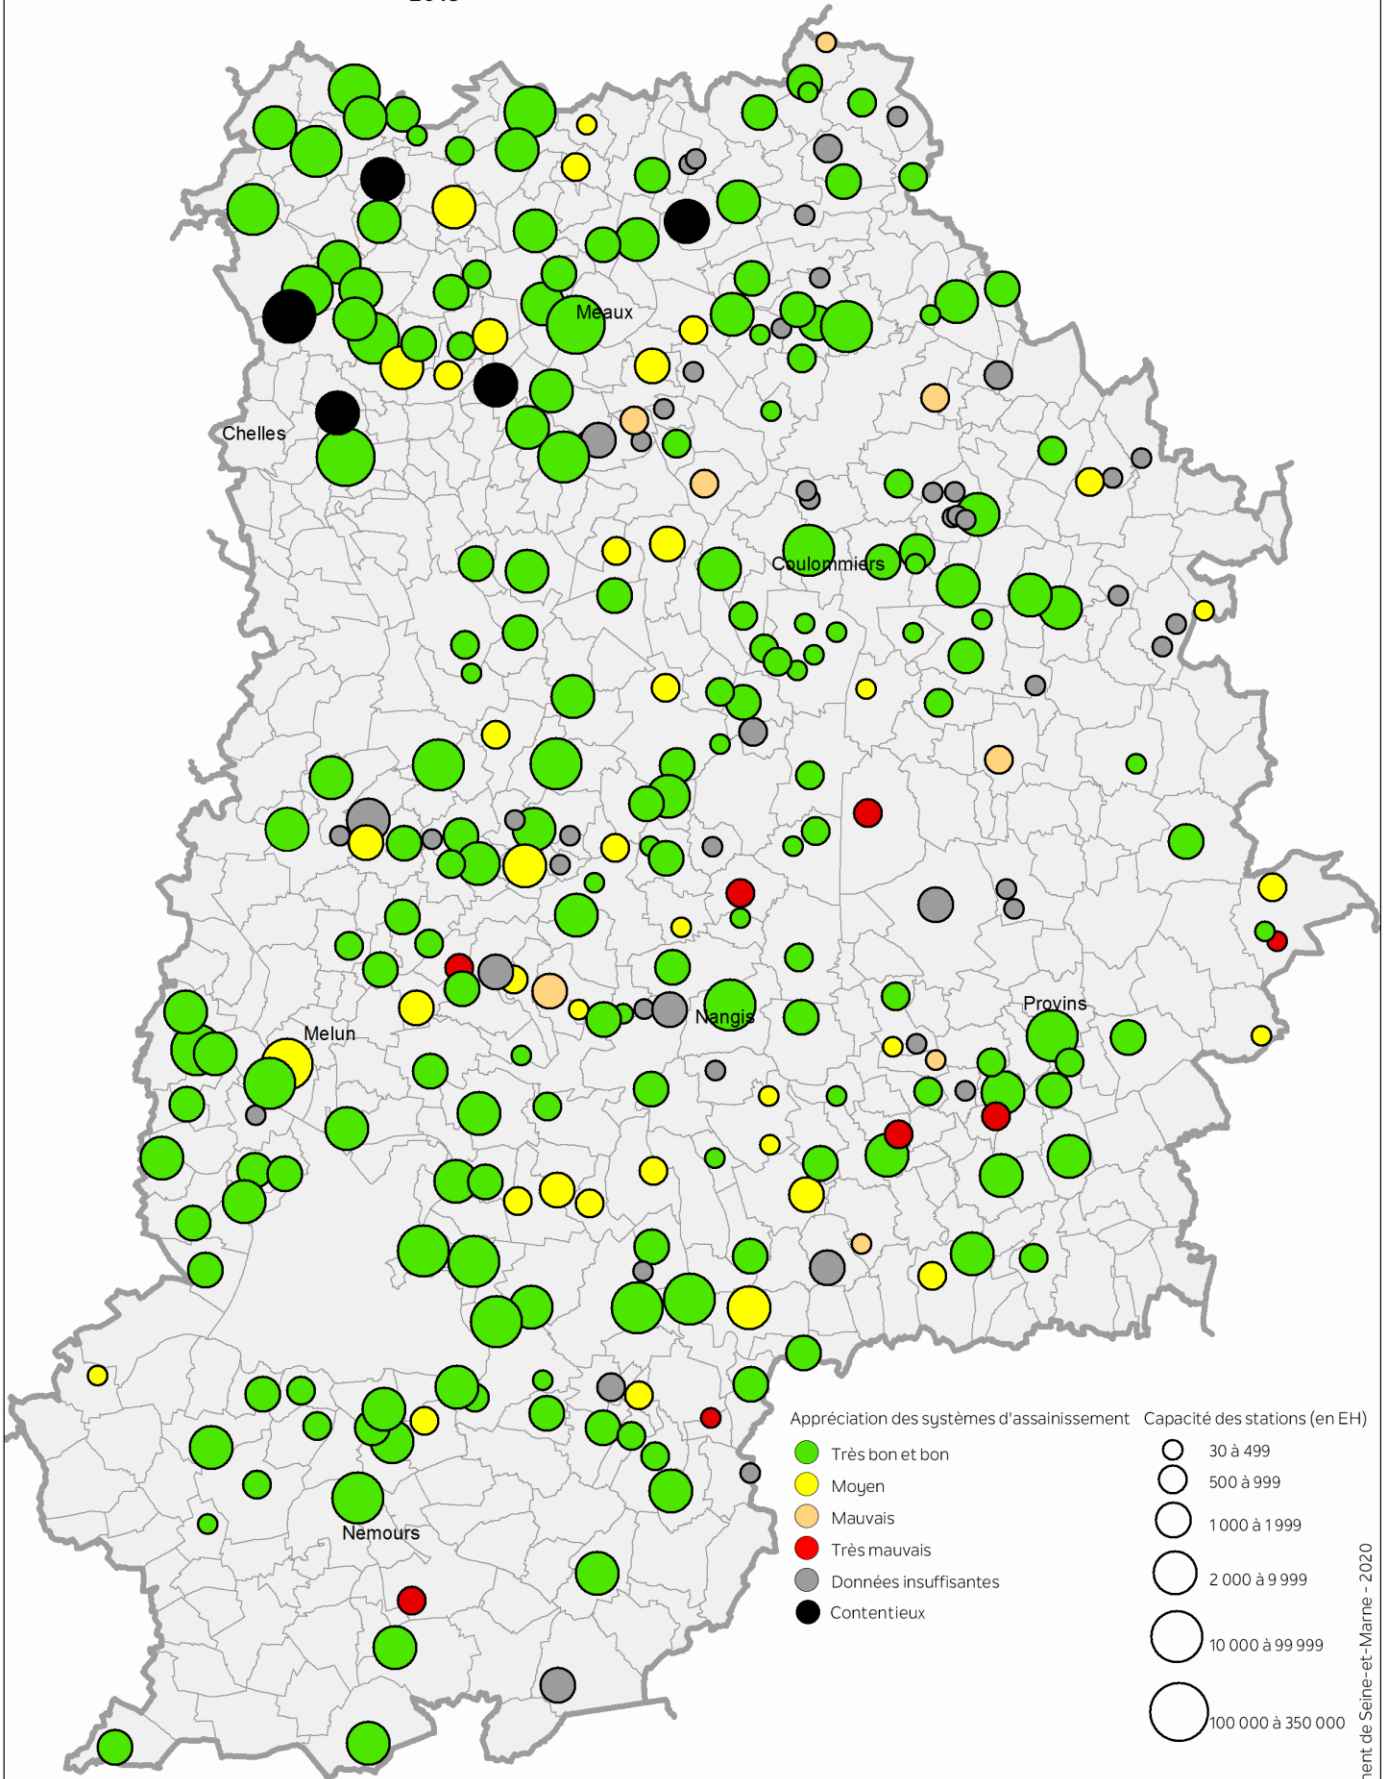 Meaux
Chelles
Coulommiers
Provins
Nangis
Melun
Nemours
Appréciation des systèmes d'assainissement
Très bon et bon
Moyen
Mauvais
Très mauvais
Données insuffisantes
Contentieux
Capacité des stations (en EH)
30 à 499
500 à 999
1 000 à 1 999
2 000 à 9 999
10 000 à 99 999
100 000 à 350 000
de Seine-et-Marne - 2020